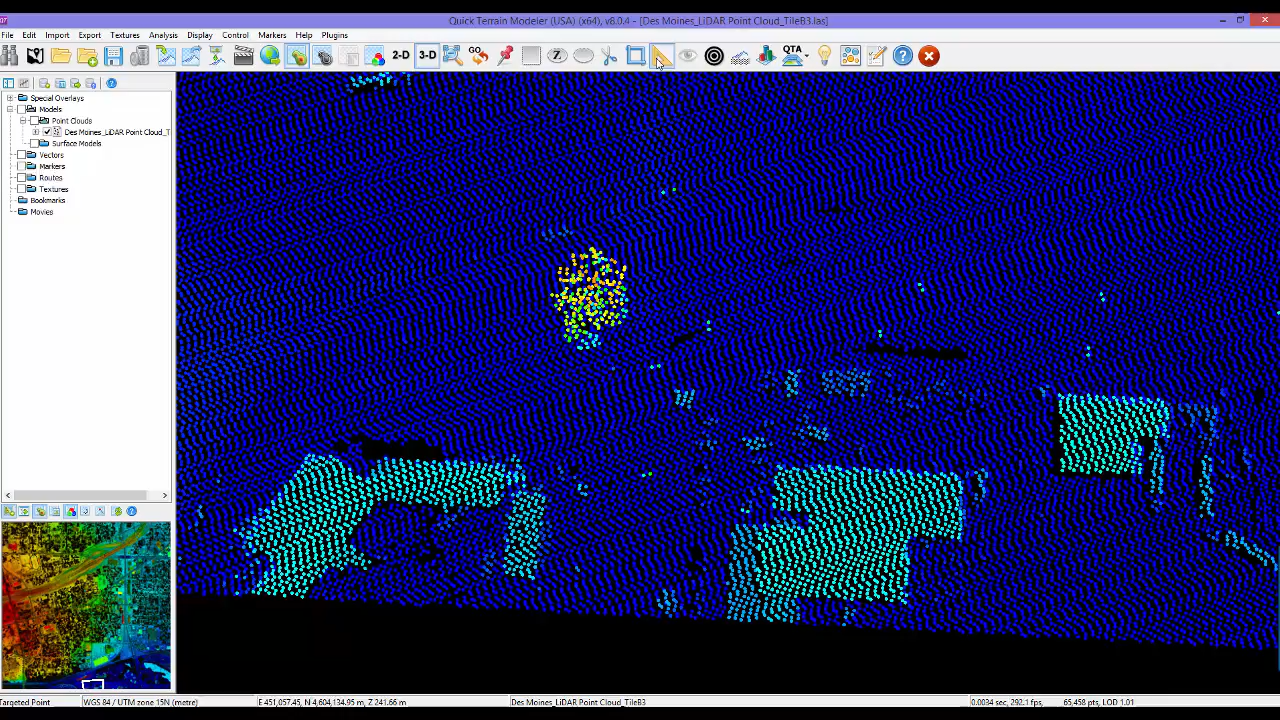 Quick Terrain Modeler (USA) (x64), v8.0.4 - [Des Moines_LiDAR Point Cloud_TileB3.las]
File Edit Import Export Textures Analysis Display Control Markers Help Plugins
2-D 3-D GO Z QTA
Special Overlays
Models
Point Clouds
Des Moines_LiDAR Point Cloud_T
Surface Models
Vectors
Markers
Routes
Textures
Bookmarks
Movies
Targeted Point WGS 84 / UTM zone 15N (metre) E 451,057.45, N 4,604,134.95 m, Z 241.66 m Des Moines_LiDAR Point Cloud_TileB3 0.0034 sec, 292.1 fps, 65,458 pts, LOD 1.01